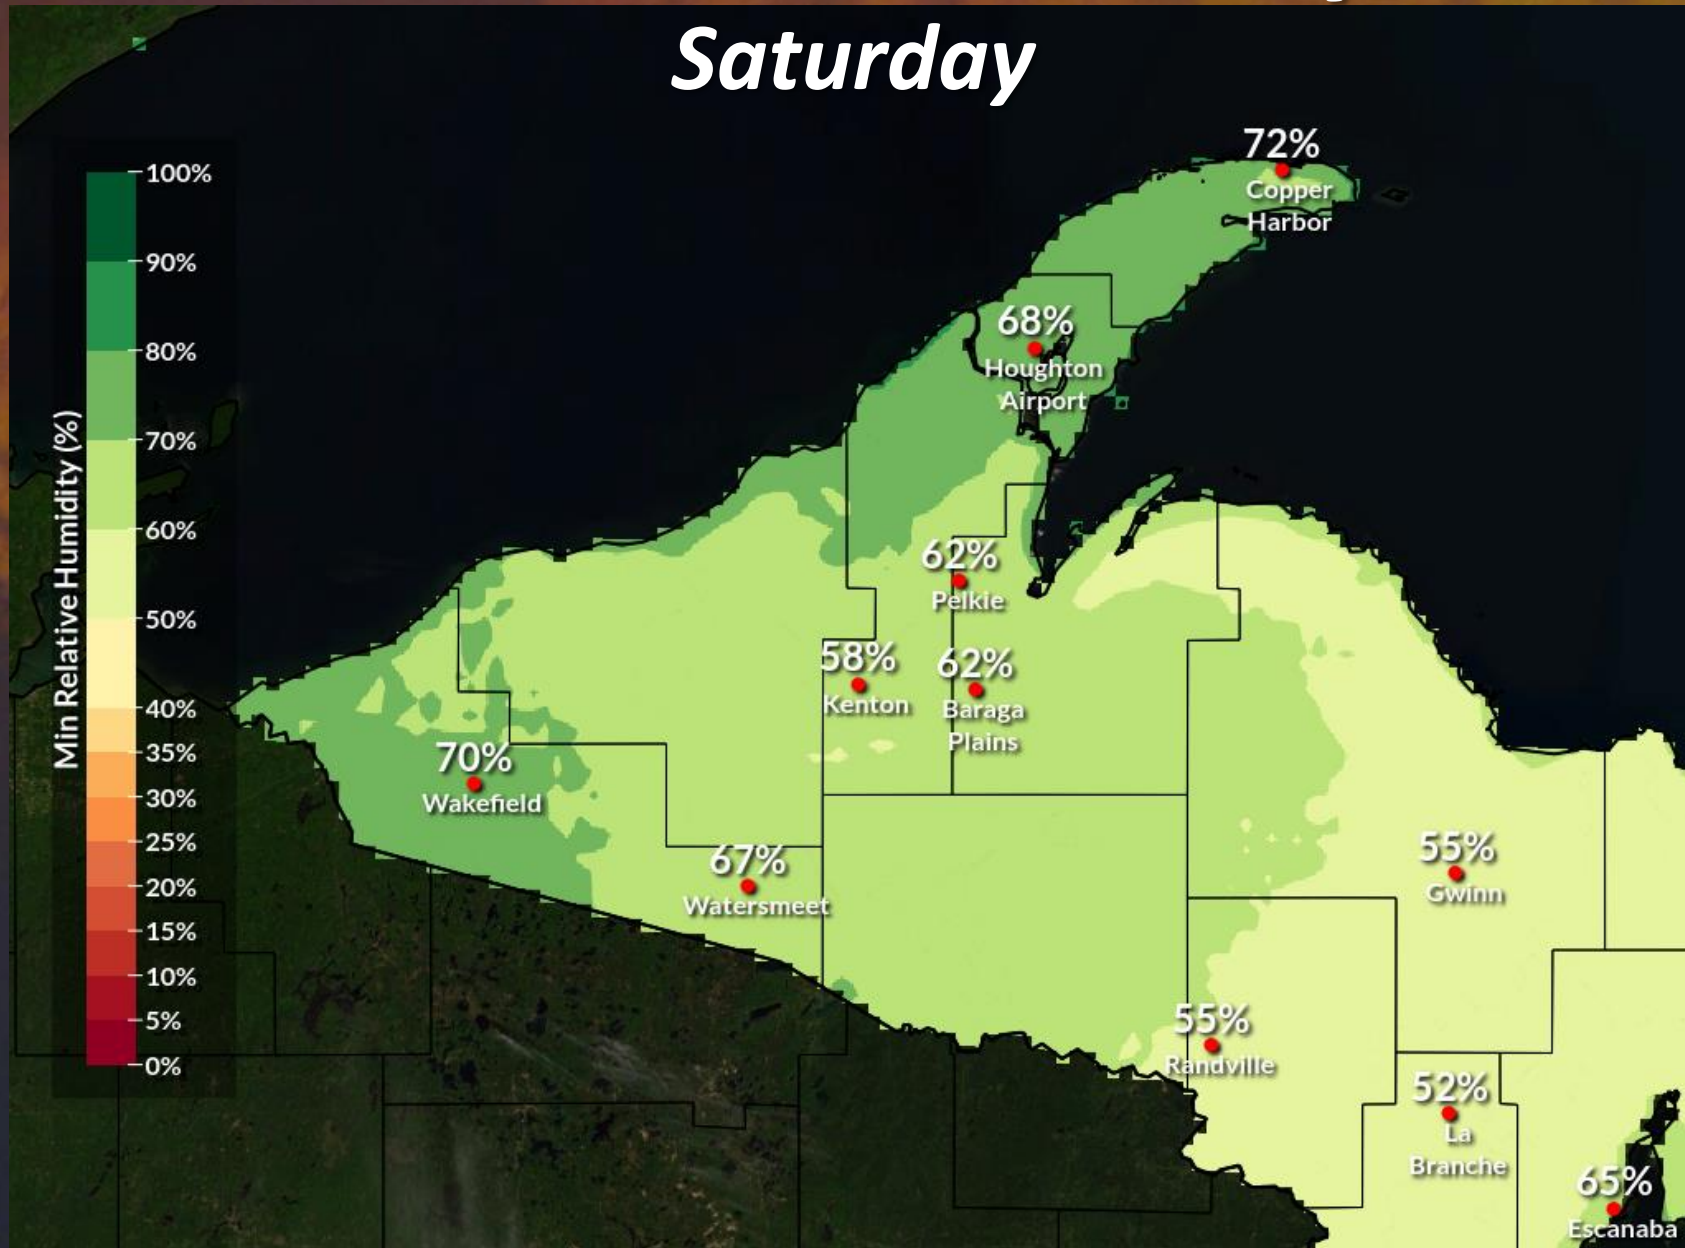 Saturday
Min Relative Humidity (%)
100%
90%
80%
70%
60%
50%
40%
35%
30%
25%
20%
15%
10%
5%
0%
72%
Copper
Harbor
68%
Houghton
Airport
62%
Pelkie
58%
Kenton
62%
Baraga
Plains
70%
Wakefield
67%
Watersmeet
55%
Gwinn
55%
Randville
52%
La
Branche
65%
Escanaba